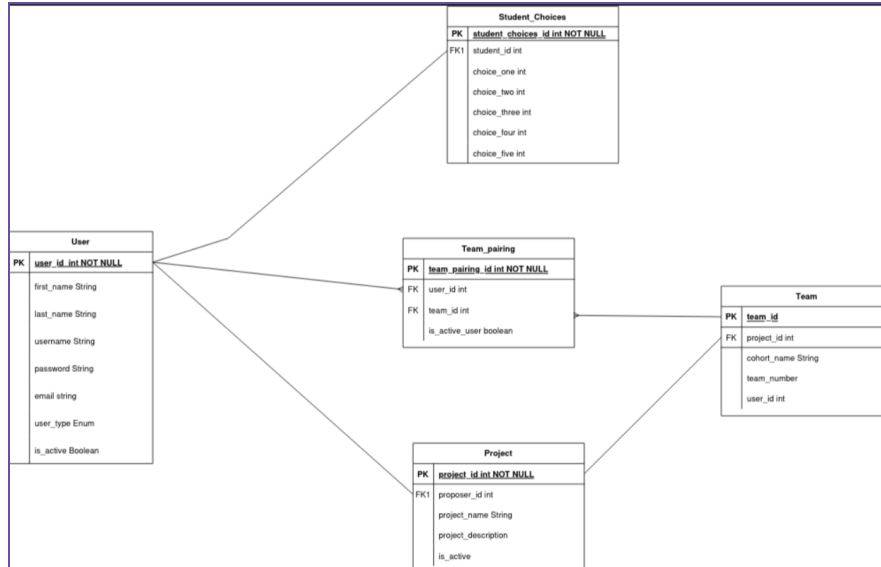 Student_Choices
PK student_choices_id int NOT NULL
FK1 student_id int
choice_one int
choice_two int
choice_three int
choice_four int
choice_five int
User
PK user_id int NOT NULL
first_name String
last_name String
username String
password String
email string
user_type Enum
is_active Boolean
Team_pairing
PK team_pairing_id int NOT NULL
FK user_id int
FK team_id int
is_active_user boolean
Team
PK team_id
FK project_id int
cohort_name String
team_number
user_id int
Project
PK project_id int NOT NULL
FK1 proposer_id int
project_name String
project_description
is_active